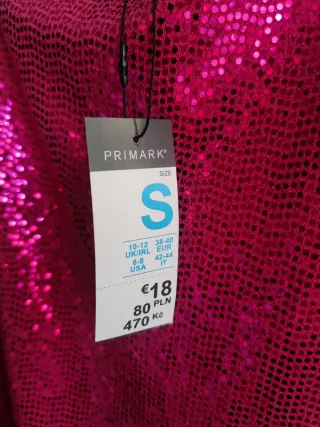 PRIMARK®
SIZE
S
10-12 38-40
UK/IRL EUR
6-8 42-44
USA IT
€18
80 PLN
470 Kč